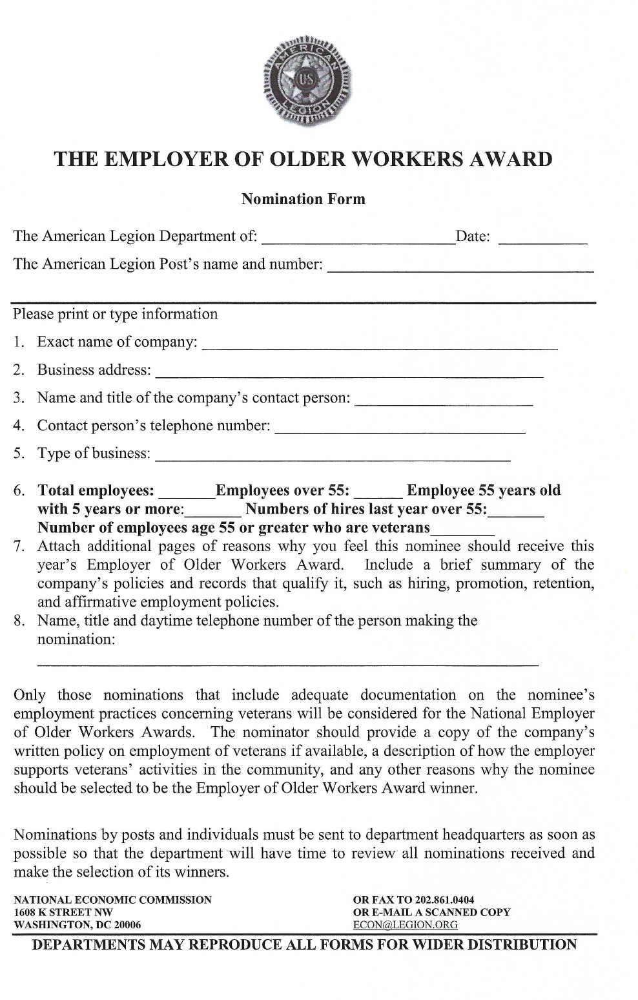 AMERICAN
US
LEGION
THE EMPLOYER OF OLDER WORKERS AWARD
Nomination Form
The American Legion Department of: _______________________Date: ___________
The American Legion Post's name and number: ________________________________
Please print or type information
1. Exact name of company: ___________________________________________
2. Business address: _______________________________________________
3. Name and title of the company's contact person: ______________________
4. Contact person's telephone number: ______________________________
5. Type of business: ___________________________________________
6. Total employees: _______Employees over 55: ______ Employee 55 years old
with 5 years or more:_______ Numbers of hires last year over 55:_______
Number of employees age 55 or greater who are veterans________
7. Attach additional pages of reasons why you feel this nominee should receive this
year's Employer of Older Workers Award. Include a brief summary of the
company's policies and records that qualify it, such as hiring, promotion, retention,
and affirmative employment policies.
8. Name, title and daytime telephone number of the person making the
nomination:
_____________________________________________________________
Only those nominations that include adequate documentation on the nominee's
employment practices concerning veterans will be considered for the National Employer
of Older Workers Awards. The nominator should provide a copy of the company's
written policy on employment of veterans if available, a description of how the employer
supports veterans' activities in the community, and any other reasons why the nominee
should be selected to be the Employer of Older Workers Award winner.
Nominations by posts and individuals must be sent to department headquarters as soon as
possible so that the department will have time to review all nominations received and
make the selection of its winners.
NATIONAL ECONOMIC COMMISSION
1608 K STREET NW
WASHINGTON, DC 20006
OR FAX TO 202.861.0404
OR E-MAIL A SCANNED COPY
ECON@LEGION.ORG
DEPARTMENTS MAY REPRODUCE ALL FORMS FOR WIDER DISTRIBUTION